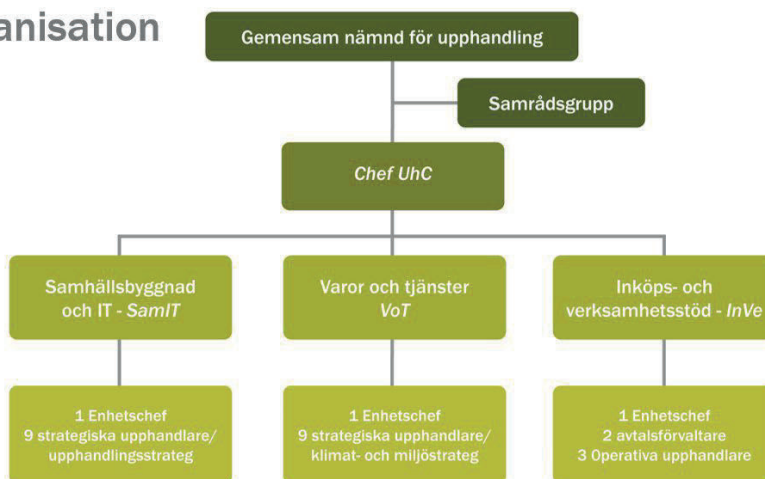 anisation
Gemensam nämnd för upphandling
Samrådsgrupp
Chef UhC
Samhällsbyggnad
och IT - SamIT
Varor och tjänster
VoT
Inköps- och
verksamhetsstöd - InVe
1 Enhetschef
9 strategiska upphandlare/
upphandlingsstrateg
1 Enhetschef
9 strategiska upphandlare/
klimat- och miljöstrateg
1 Enhetschef
2 avtalsförvaltare
3 Operativa upphandlare